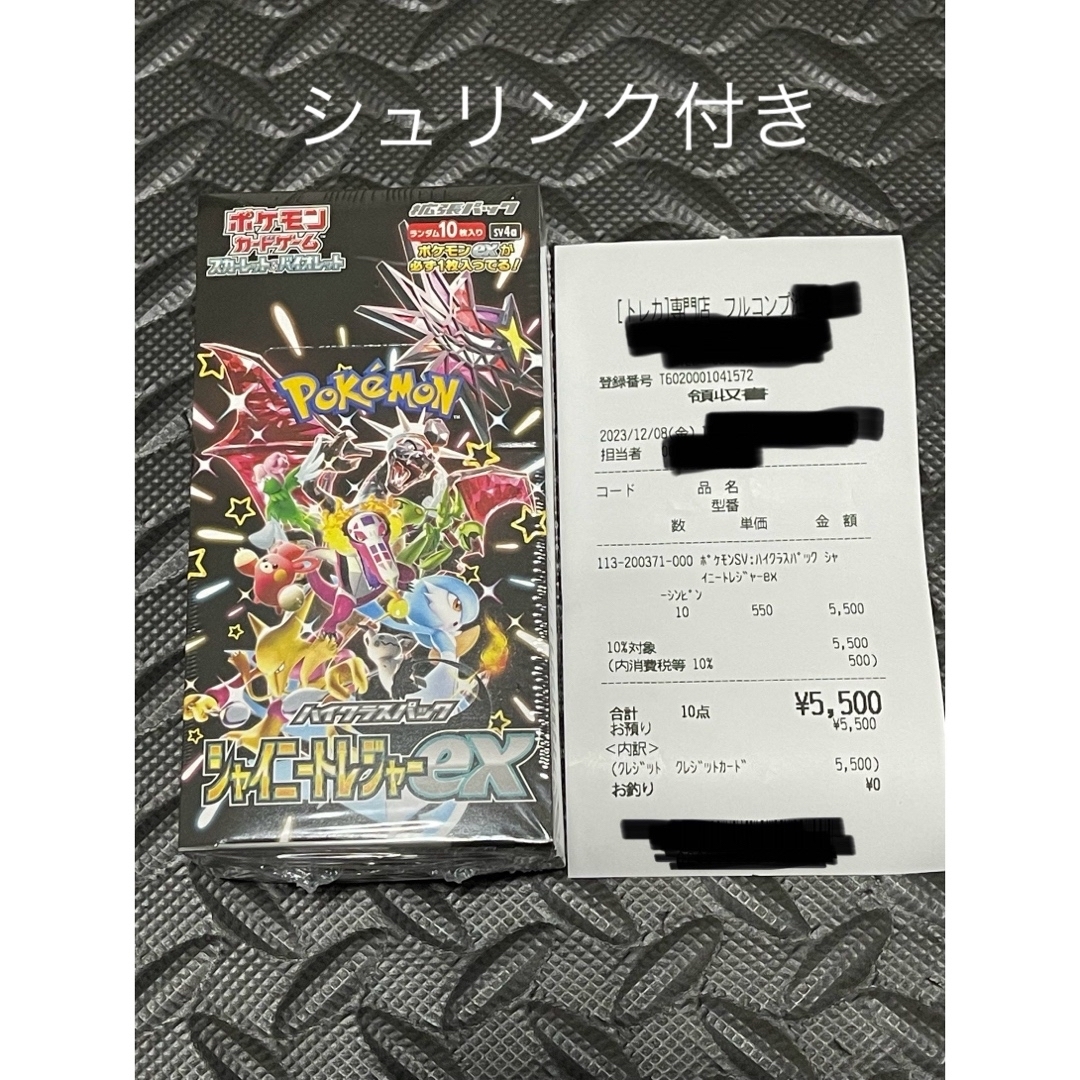 シュリンク付き
ポケモン
カードゲーム
スカーレット&バイオレット
拡張パック
ランダム10枚入り SV4a
ポケモンexが
必ず1枚入ってる!
POKéMON
ハイクラスパック
シャイニートレジャーex
[トレカ]専門店 フルコンプ
登録番号 T6020001041572
領収書
2023/12/08(金)
担当者
コード 品 名
型番
数 単価 金 額
113-200371-000 ポケモンSV:ハイクラスパック シャ
イニートレジャーex
-シンピン
10 550 5,500
10%対象 5,500
(内消費税等 10% 500)
合計 10点 ¥5,500
お預り ¥5,500
<内訳>
(クレジット クレジットカード 5,500)
お釣り ¥0